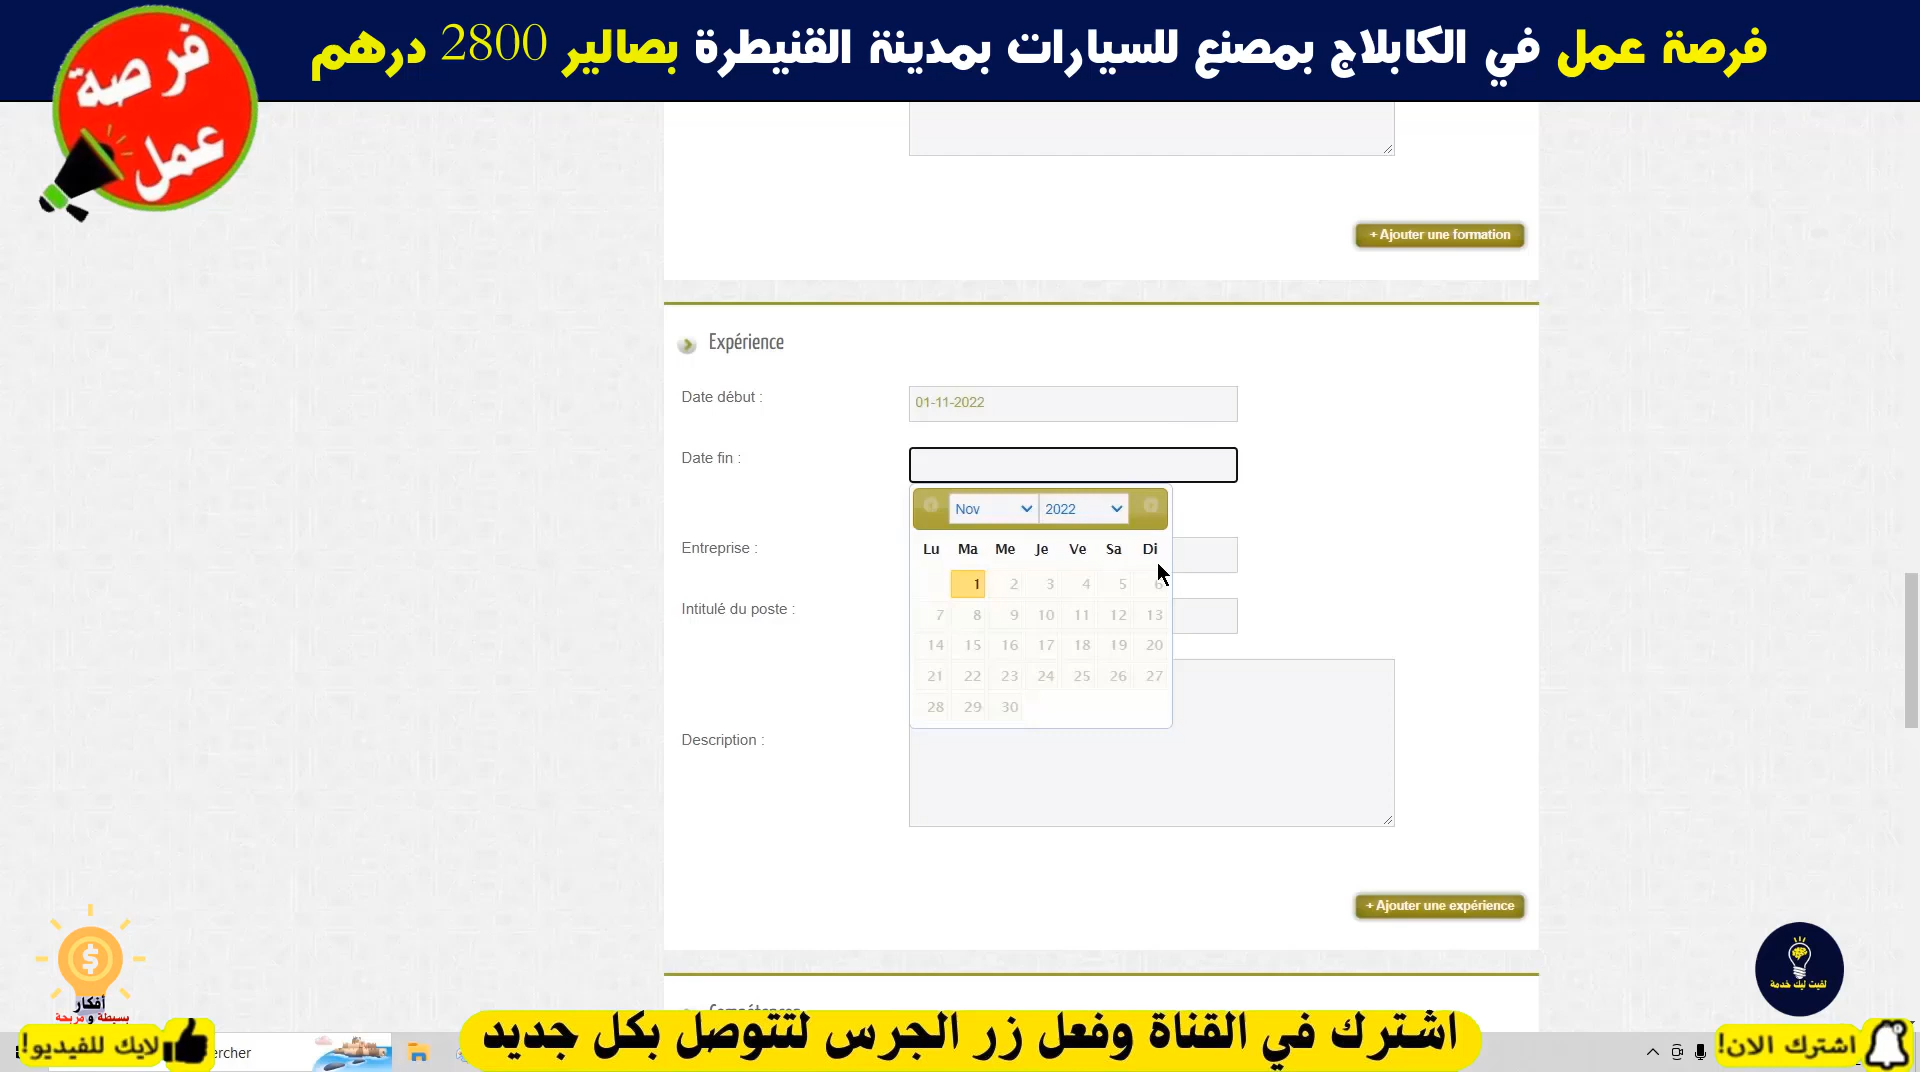 فرصة عمل في الكابلاج بمصنع للسيارات بمدينة القنيطرة بصالير 2800 درهم
فرصة
عمل
+ Ajouter une formation
Expérience
Date début :
01-11-2022
Date fin :
Nov 2022
Lu Ma Me Je Ve Sa Di
1 2 3 4 5 6
7 8 9 10 11 12 13
14 15 16 17 18 19 20
21 22 23 24 25 26 27
28 29 30
Entreprise :
Intitulé du poste :
Description :
+ Ajouter une expérience
$
أفكار
بسيطة و مربحة
لقيت ليك خدمة
لايك للفيديو!
ercher
اشترك في القناة وفعل زر الجرس لتتوصل بكل جديد
اشترك الان!